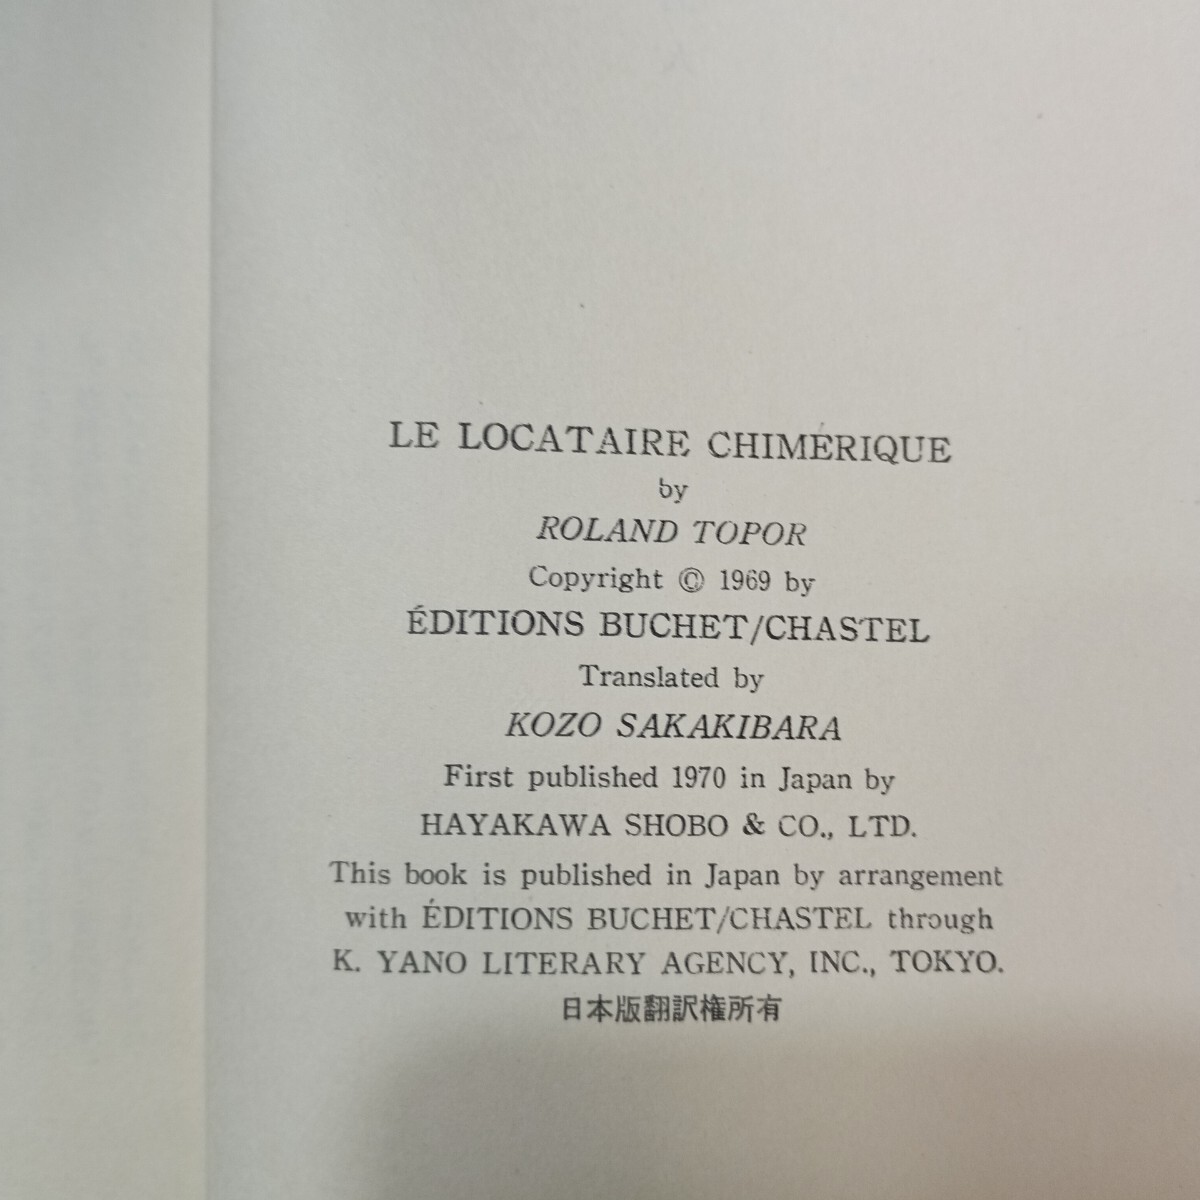 LE LOCATAIRE CHIMÉRIQUE
by
ROLAND TOPOR
Copyright © 1969 by
ÉDITIONS BUCHET/CHASTEL
Translated by
KOZO SAKAKIBARA
First published 1970 in Japan by
HAYAKAWA SHOBO & CO., LTD.
This book is published in Japan by arrangement
with ÉDITIONS BUCHET/CHASTEL through
K. YANO LITERARY AGENCY, INC., TOKYO.
日本版翻訳権所有